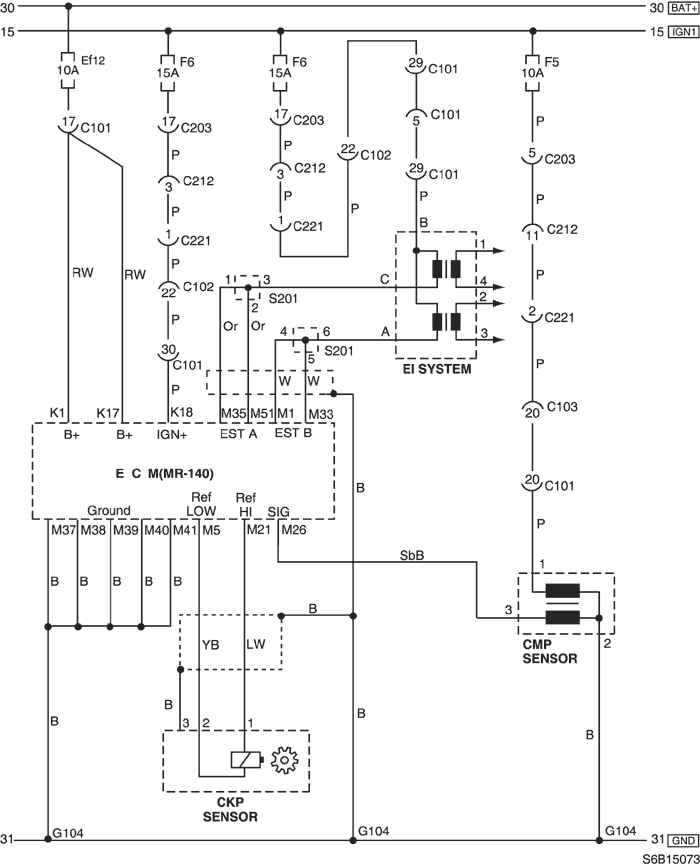 30 30 BAT+
15 15 IGN1
Ef12 F6 F6 F5
10A 15A 15A 10A
29 C101
17 C101 17 C203 17 C203 5 C101
P P P
22 C102 5 C203
3 C212 3 C212 29 C101
P P P P P
B
1 C221 1 C221 11 C212
1
RW RW P P
C 4
22 C102 1 3 S201 2
2
P Or Or 4 6 A 3 2 C221
S201
5
30 C101 W W EI SYSTEM P
P 20 C103
K1 K17 K18 M35 M51 M1 M33
B+ B+ IGN+ EST A EST B
E C M(MR-140) 20 C101
B
Ground Ref LOW Ref HI SIG P
M37 M38 M39 M40 M41 M5 M21 M26
SbB 1
B B B B B
B 3
YB LW 2
CMP
SENSOR
B B B B
3 2 1
CKP
SENSOR
31 G104 G104 G104 31 GND
S6B15073